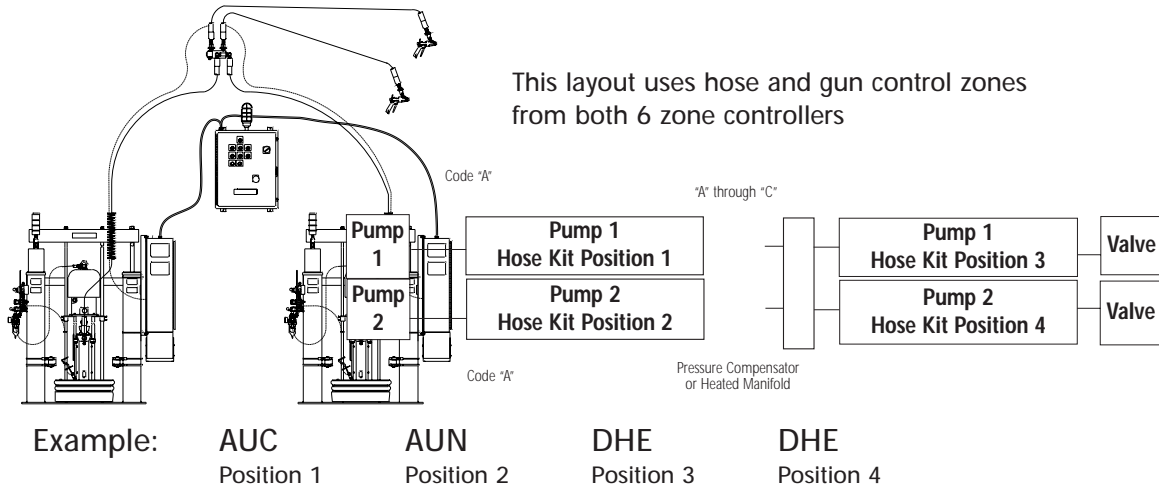 This layout uses hose and gun control zones
from both 6 zone controllers
Code "A"
"A" through "C"
Pump
1
Pump 1
Hose Kit Position 1
Pump 1
Hose Kit Position 3
Valve
Pump
2
Pump 2
Hose Kit Position 2
Pump 2
Hose Kit Position 4
Valve
Code "A"
Pressure Compensator
or Heated Manifold
Example: AUC AUN DHE DHE
Position 1 Position 2 Position 3 Position 4